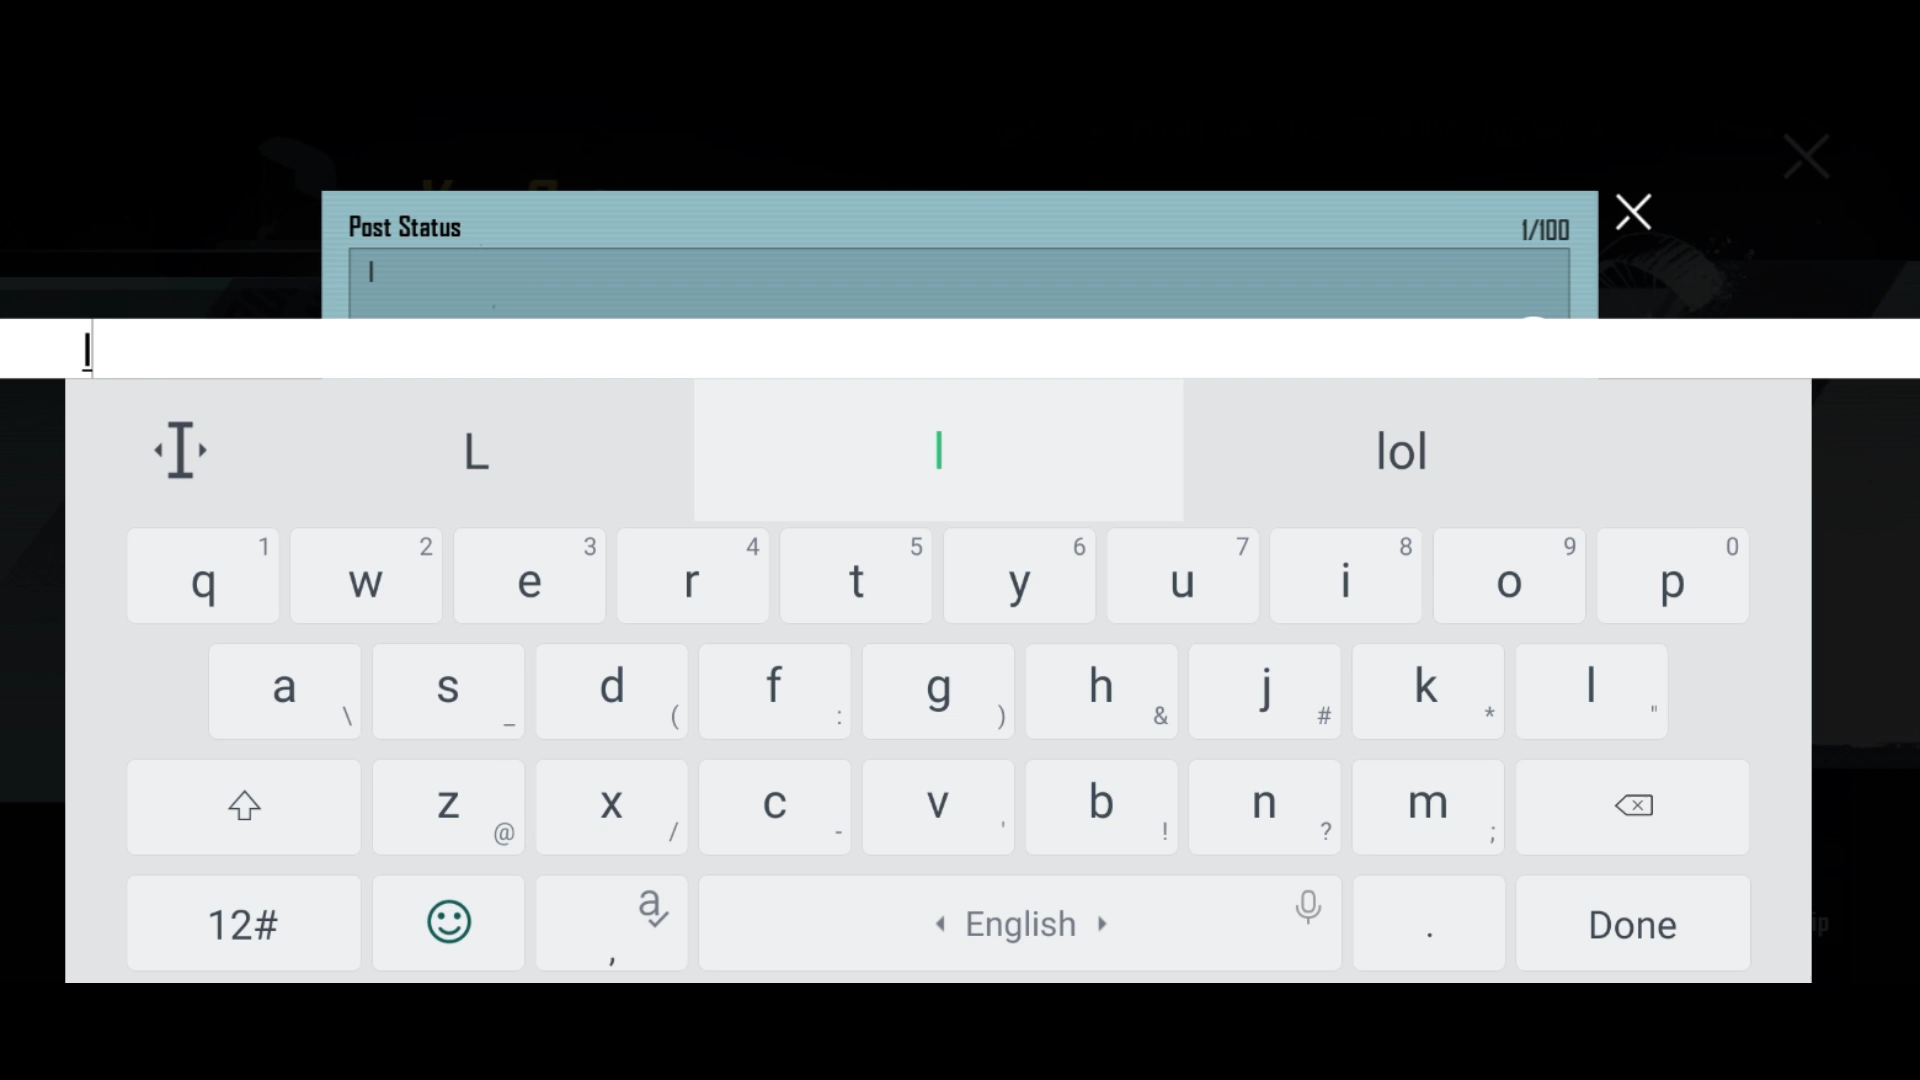 Post Status 1/100
l
l
L l lol
1 2 3 4 5 6 7 8 9 0
q w e r t y u i o p
a s d f g h j k l
\ _ ( : ) & # * "
z x c v b n m
@ / - ' ! ? ;
12# a , English . Done